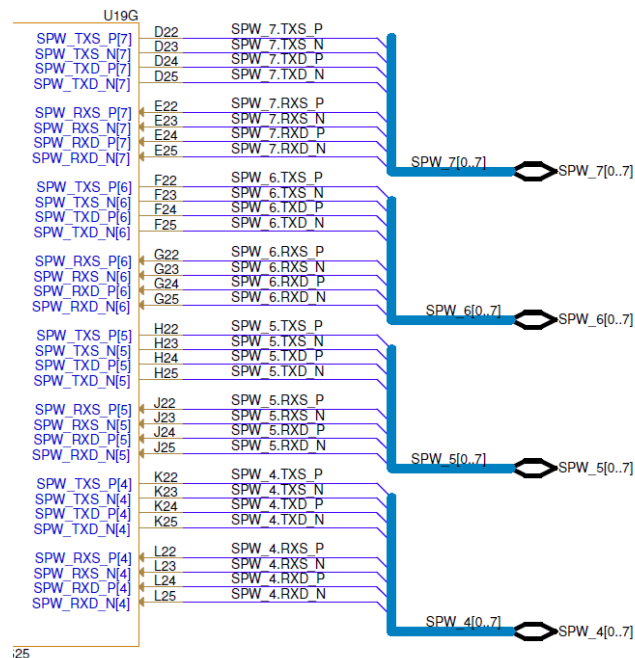 U19G
SPW_TXS_P[7] D22 SPW_7.TXS_P
SPW_TXS_N[7] D23 SPW_7.TXS_N
SPW_TXD_P[7] D24 SPW_7.TXD_P
SPW_TXD_N[7] D25 SPW_7.TXD_N
SPW_RXS_P[7] E22 SPW_7.RXS_P
SPW_RXS_N[7] E23 SPW_7.RXS_N
SPW_RXD_P[7] E24 SPW_7.RXD_P
SPW_RXD_N[7] E25 SPW_7.RXD_N
SPW_7[0..7] SPW_7[0..7]
SPW_TXS_P[6] F22 SPW_6.TXS_P
SPW_TXS_N[6] F23 SPW_6.TXS_N
SPW_TXD_P[6] F24 SPW_6.TXD_P
SPW_TXD_N[6] F25 SPW_6.TXD_N
SPW_RXS_P[6] G22 SPW_6.RXS_P
SPW_RXS_N[6] G23 SPW_6.RXS_N
SPW_RXD_P[6] G24 SPW_6.RXD_P
SPW_RXD_N[6] G25 SPW_6.RXD_N
SPW_6[0..7] SPW_6[0..7]
SPW_TXS_P[5] H22 SPW_5.TXS_P
SPW_TXS_N[5] H23 SPW_5.TXS_N
SPW_TXD_P[5] H24 SPW_5.TXD_P
SPW_TXD_N[5] H25 SPW_5.TXD_N
SPW_RXS_P[5] J22 SPW_5.RXS_P
SPW_RXS_N[5] J23 SPW_5.RXS_N
SPW_RXD_P[5] J24 SPW_5.RXD_P
SPW_RXD_N[5] J25 SPW_5.RXD_N
SPW_5[0..7] SPW_5[0..7]
SPW_TXS_P[4] K22 SPW_4.TXS_P
SPW_TXS_N[4] K23 SPW_4.TXS_N
SPW_TXD_P[4] K24 SPW_4.TXD_P
SPW_TXD_N[4] K25 SPW_4.TXD_N
SPW_RXS_P[4] L22 SPW_4.RXS_P
SPW_RXS_N[4] L23 SPW_4.RXS_N
SPW_RXD_P[4] L24 SPW_4.RXD_P
SPW_RXD_N[4] L25 SPW_4.RXD_N
SPW_4[0..7] SPW_4[0..7]